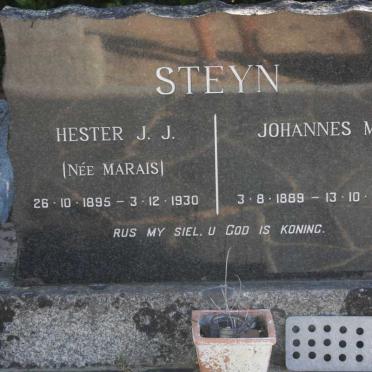 STEYN
HESTER J. J.
(NÉE MARAIS)
26·10·1895 – 3·12·1930
JOHANNES M
3·8·1889 – 13·10·
RUS MY SIEL, U GOD IS KONING.